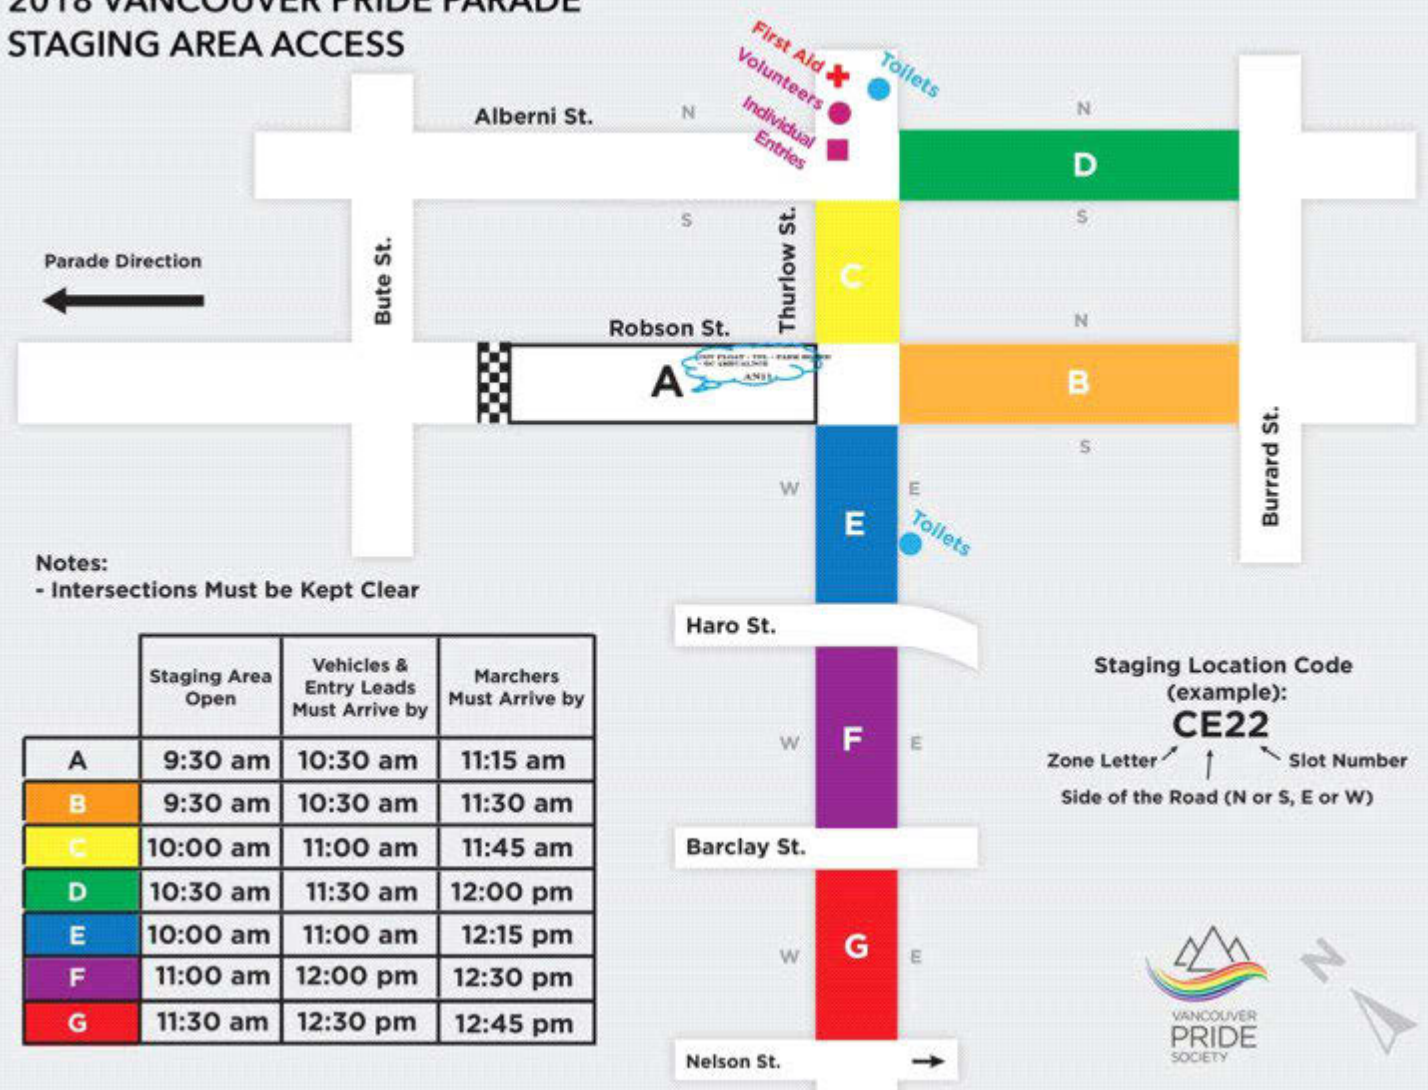 2018 VANCOUVER PRIDE PARADE
STAGING AREA ACCESS
First Aid
Volunteers
Individual
Entries
Toilets
Alberni St.
N
N
D
S
S
Thurlow St.
C
Bute St.
Parade Direction
Robson St.
N
A
AN11
B
S
Burrard St.
W
E
E
Toilets
Notes:
- Intersections Must be Kept Clear
Haro St.
Staging Area
Open
Vehicles &
Entry Leads
Must Arrive by
Marchers
Must Arrive by
A 9:30 am 10:30 am 11:15 am
B 9:30 am 10:30 am 11:30 am
C 10:00 am 11:00 am 11:45 am
D 10:30 am 11:30 am 12:00 pm
E 10:00 am 11:00 am 12:15 pm
F 11:00 am 12:00 pm 12:30 pm
G 11:30 am 12:30 pm 12:45 pm
W
F
E
Barclay St.
W
G
E
Nelson St.
Staging Location Code
(example):
CE22
Zone Letter
Slot Number
Side of the Road (N or S, E or W)
VANCOUVER
PRIDE
SOCIETY
N